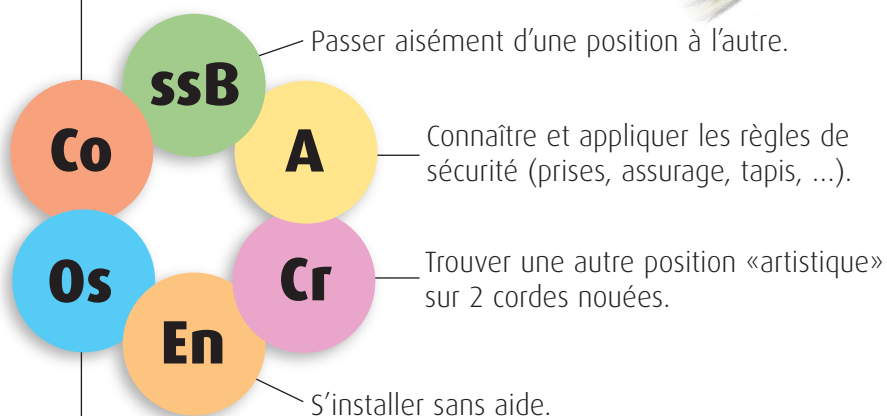 ssB
Passer aisément d’une position à l’autre.
Co
A
Connaître et appliquer les règles de
sécurité (prises, assurage, tapis, ...).
Os
Cr
Trouver une autre position «artistique»
sur 2 cordes nouées.
En
S’installer sans aide.